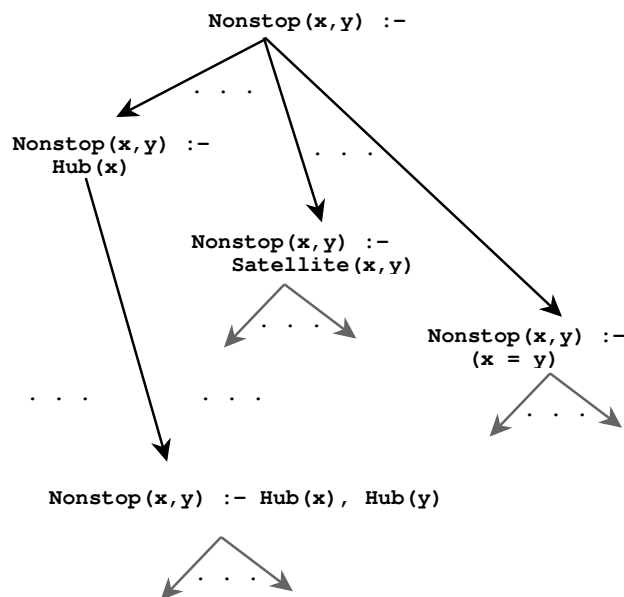 Nonstop(x,y) :–
. . .
Nonstop(x,y) :–
Hub(x)
. . .
Nonstop(x,y) :–
Satellite(x,y)
. . .
Nonstop(x,y) :–
(x = y)
. . . . . .
. . .
Nonstop(x,y) :– Hub(x), Hub(y)
. . .